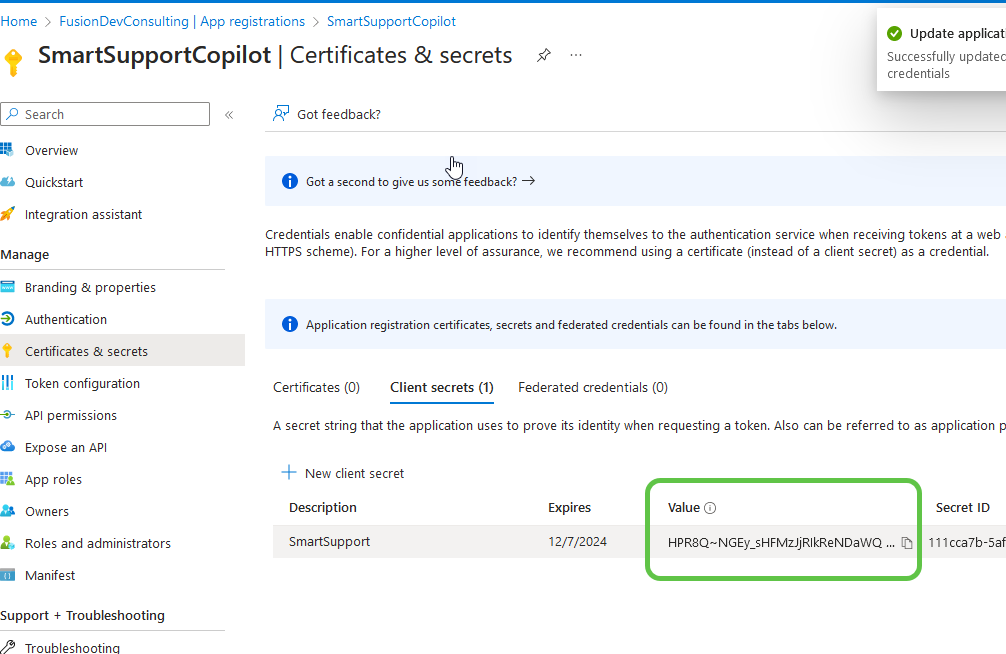 Home > FusionDevConsulting | App registrations > SmartSupportCopilot
SmartSupportCopilot | Certificates & secrets
Update applicati
Successfully updated
credentials
Search
Got feedback?
Overview
Quickstart
Integration assistant
Got a second to give us some feedback?
Credentials enable confidential applications to identify themselves to the authentication service when receiving tokens at a web
HTTPS scheme). For a higher level of assurance, we recommend using a certificate (instead of a client secret) as a credential.
Manage
Branding & properties
Authentication
Certificates & secrets
Token configuration
API permissions
Expose an API
App roles
Owners
Roles and administrators
Manifest
Support + Troubleshooting
Troubleshooting
Application registration certificates, secrets and federated credentials can be found in the tabs below.
Certificates (0) Client secrets (1) Federated credentials (0)
A secret string that the application uses to prove its identity when requesting a token. Also can be referred to as application p
New client secret
Description Expires Value Secret ID
SmartSupport 12/7/2024 HPR8Q~NGEy_sHFMzJjRlkReNDaWQ ... 111cca7b-5af